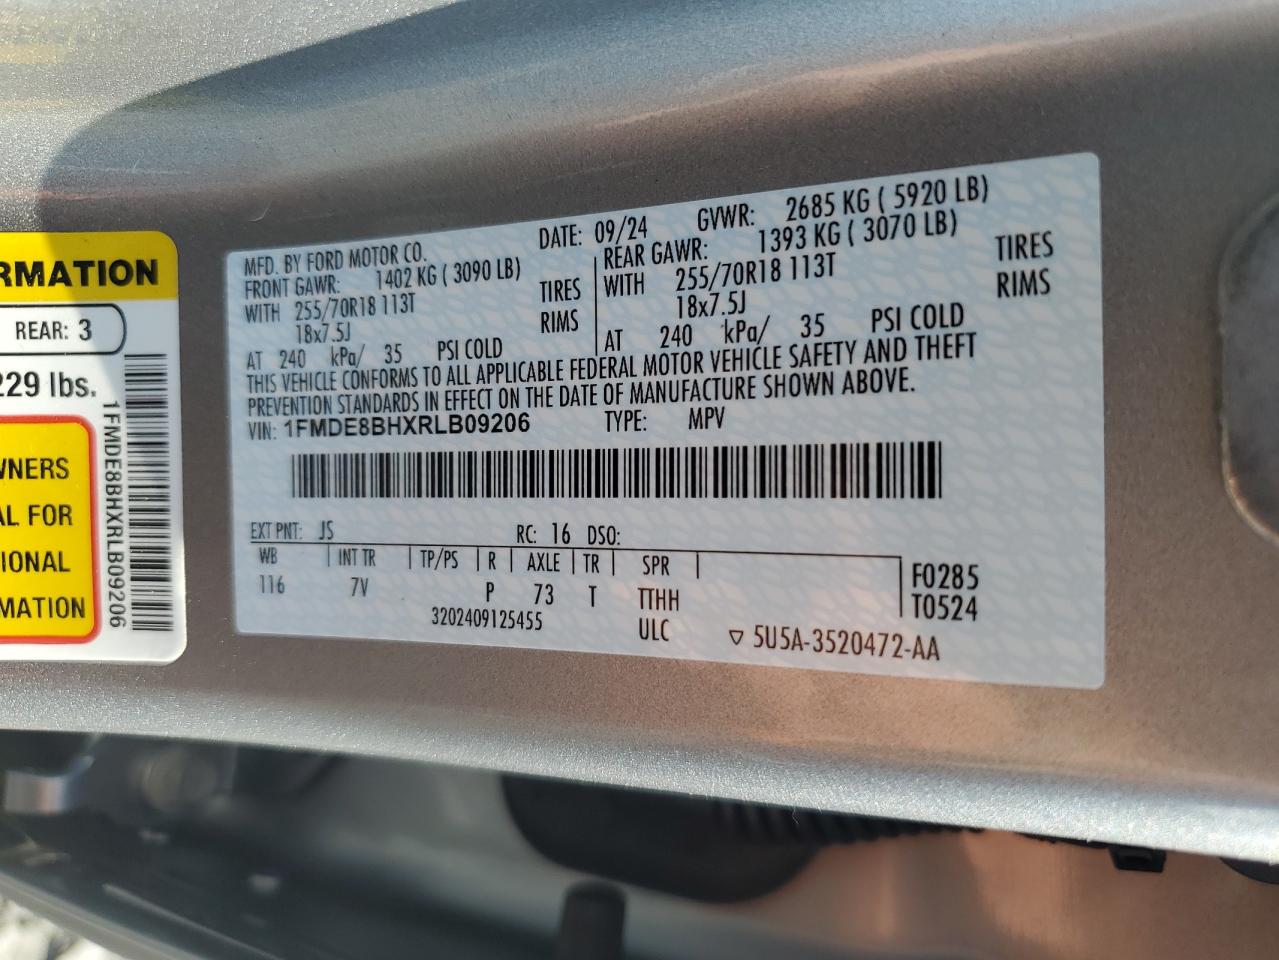 RMATION
REAR: 3
229 lbs.
WNERS
AL FOR
IONAL
MATION
1FMDE8BHXRLB09206
MFD. BY FORD MOTOR CO.
DATE: 09/24 GVWR: 2685 KG ( 5920 LB)
FRONT GAWR: 1402 KG ( 3090 LB) REAR GAWR: 1393 KG ( 3070 LB)
WITH 255/70R18 113T TIRES WITH 255/70R18 113T TIRES
18x7.5J RIMS 18x7.5J RIMS
AT 240 kPa/ 35 PSI COLD AT 240 kPa/ 35 PSI COLD
THIS VEHICLE CONFORMS TO ALL APPLICABLE FEDERAL MOTOR VEHICLE SAFETY AND THEFT
PREVENTION STANDARDS IN EFFECT ON THE DATE OF MANUFACTURE SHOWN ABOVE.
VIN: 1FMDE8BHXRLB09206 TYPE: MPV
EXT PNT: JS RC: 16 DSO:
WB INT TR TP/PS R AXLE TR SPR
116 7V P 73 T TTHH
F0285
T0524
3202409125455 ULC ▽ 5U5A-3520472-AA